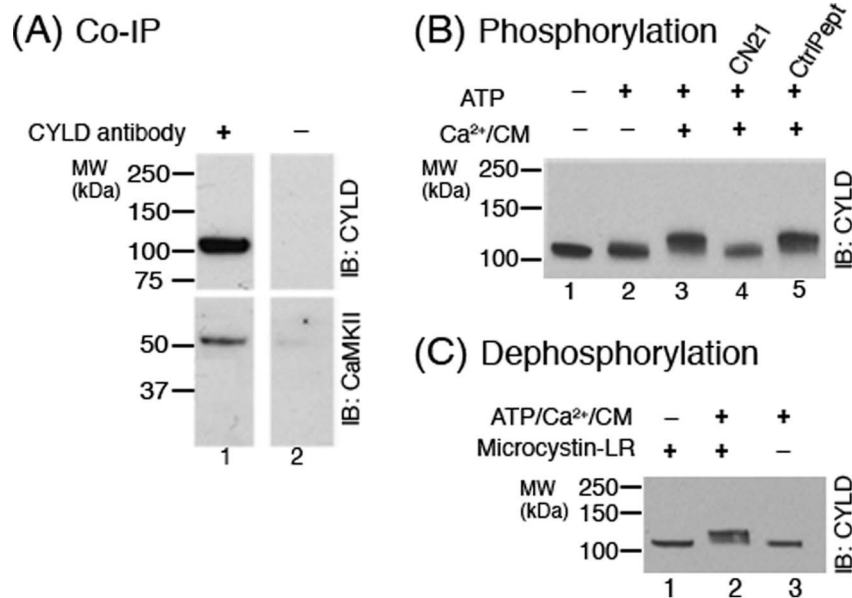 (A) Co-IP
CYLD antibody + –
MW
(kDa)
250
150
100
75
IB: CYLD
50
37
IB: CaMKII
1 2
(B) Phosphorylation
CN21
CtrlPept
ATP – + + + +
Ca²⁺/CM – – + + +
MW
(kDa)
250
150
100
IB: CYLD
1 2 3 4 5
(C) Dephosphorylation
ATP/Ca²⁺/CM – + +
Microcystin-LR + + –
MW
(kDa)
250
150
100
IB: CYLD
1 2 3